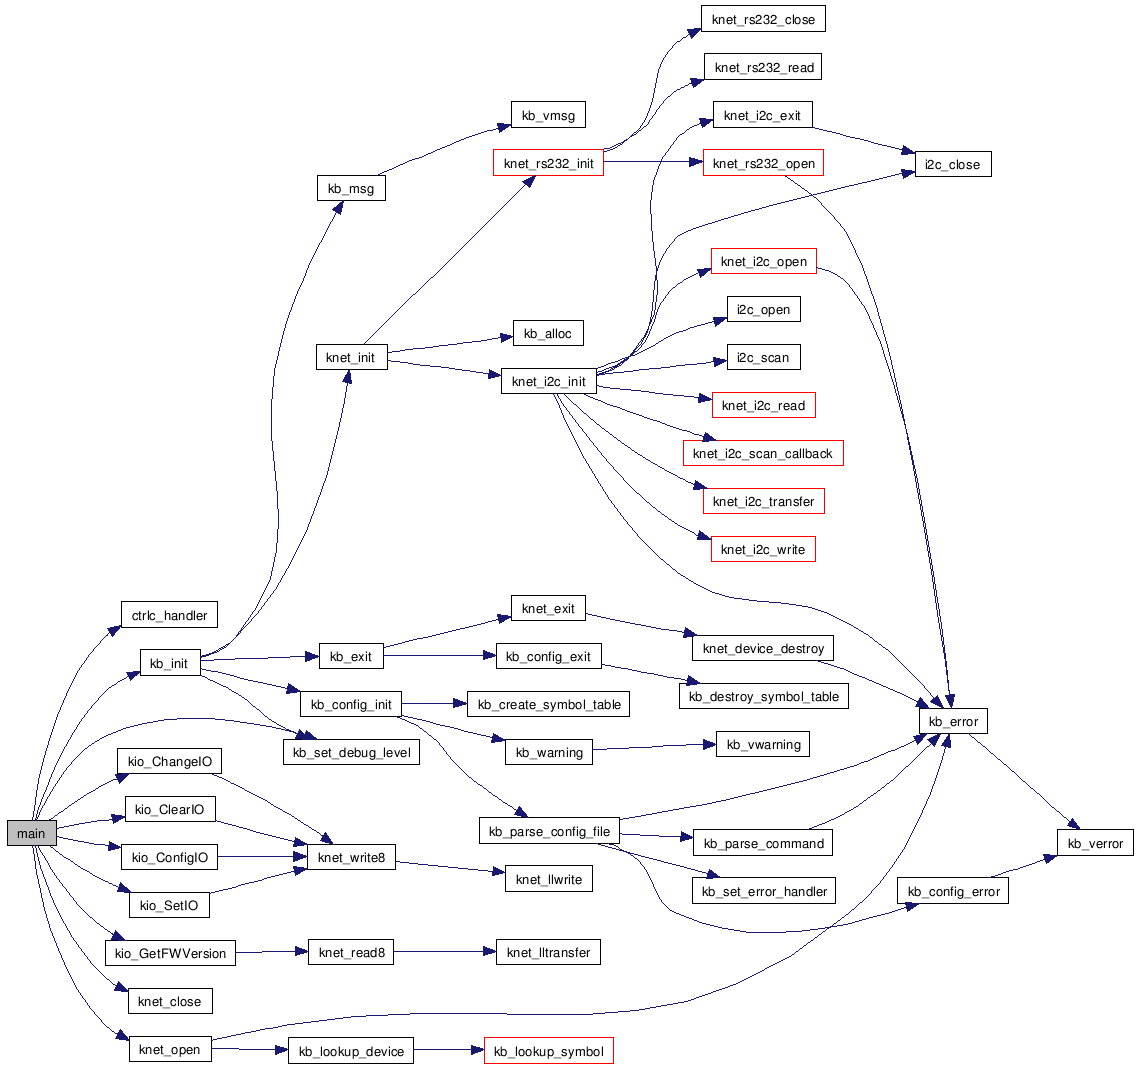 knet_rs232_close
knet_rs232_read
kb_vmsg
knet_i2c_exit
knet_rs232_init
knet_rs232_open
i2c_close
kb_msg
knet_i2c_open
i2c_open
kb_alloc
knet_init
i2c_scan
knet_i2c_init
knet_i2c_read
knet_i2c_scan_callback
knet_i2c_transfer
knet_i2c_write
ctrlc_handler
knet_exit
kb_init
kb_exit
kb_config_exit
knet_device_destroy
kb_destroy_symbol_table
kb_config_init
kb_create_symbol_table
kb_error
kb_set_debug_level
kb_warning
kb_vwarning
kio_ChangeIO
kio_ClearIO
main
kb_parse_config_file
kb_parse_command
kb_verror
kio_ConfigIO
knet_write8
knet_llwrite
kb_set_error_handler
kb_config_error
kio_SetIO
kio_GetFWVersion
knet_read8
knet_lltransfer
knet_close
knet_open
kb_lookup_device
kb_lookup_symbol